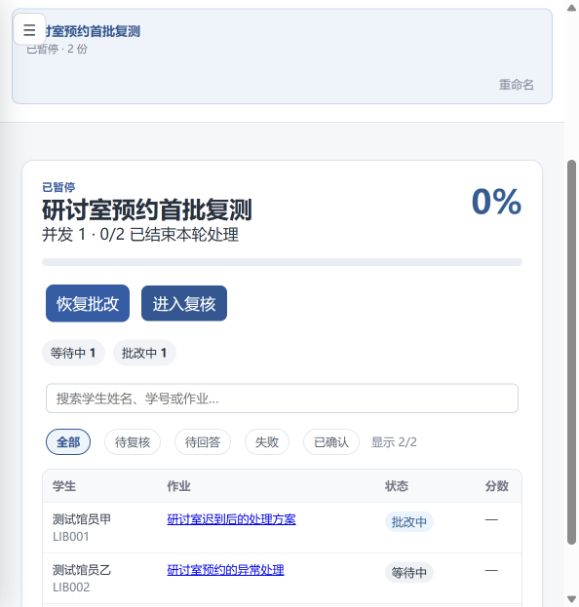 讨室预约首批复测
已暂停 · 2 份
重命名
已暂停
研讨室预约首批复测
0%
并发 1 · 0/2 已结束本轮处理
恢复批改
进入复核
等待中 1
批改中 1
搜索学生姓名、学号或作业...
全部
待复核
待回答
失败
已确认
显示 2/2
学生 作业 状态 分数
测试馆员甲 研讨室迟到后的处理方案 批改中 —
LIB001
测试馆员乙 研讨室预约的异常处理 等待中 —
LIB002